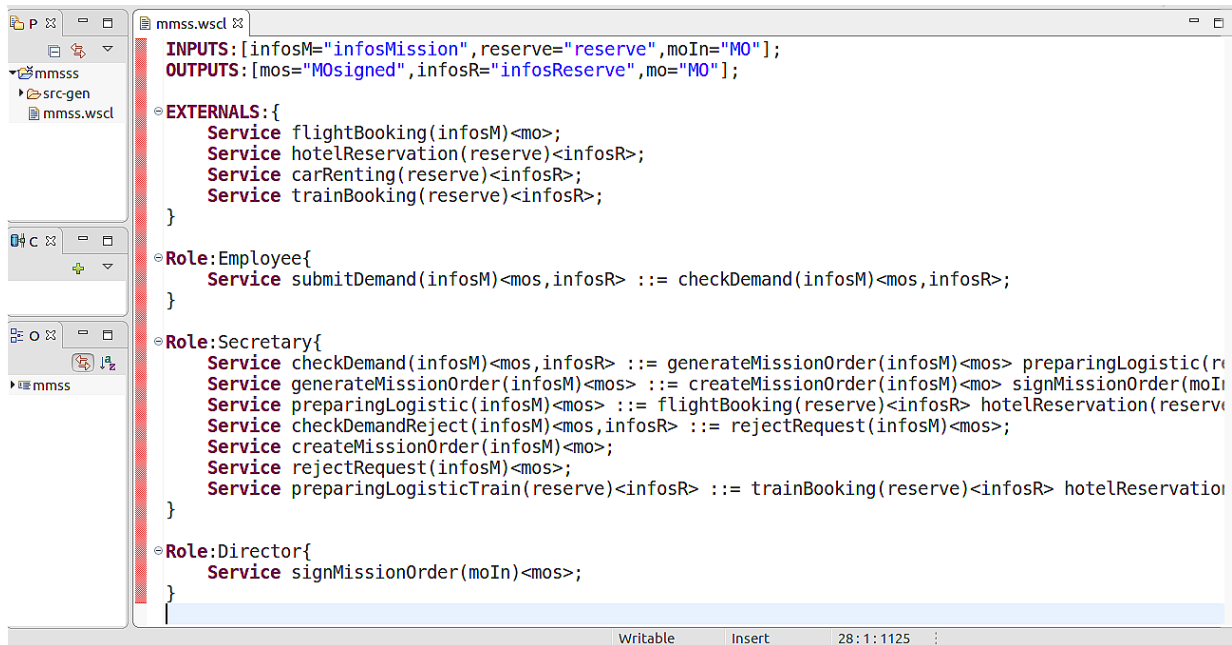 P
mmsss
src-gen
mmss.wscl
C
O
mmss
mmss.wscl
INPUTS:[infosM="infosMission",reserve="reserve",moIn="MO"];
OUTPUTS:[mos="MOsigned",infosR="infosReserve",mo="MO"];
EXTERNALS:{
Service flightBooking(infosM)<mo>;
Service hotelReservation(reserve)<infosR>;
Service carRenting(reserve)<infosR>;
Service trainBooking(reserve)<infosR>;
}
Role:Employee{
Service submitDemand(infosM)<mos,infosR> ::= checkDemand(infosM)<mos,infosR>;
}
Role:Secretary{
Service checkDemand(infosM)<mos,infosR> ::= generateMissionOrder(infosM)<mos> preparingLogistic(re
Service generateMissionOrder(infosM)<mos> ::= createMissionOrder(infosM)<mo> signMissionOrder(moI
Service preparingLogistic(infosM)<mos> ::= flightBooking(reserve)<infosR> hotelReservation(reserve
Service checkDemandReject(infosM)<mos,infosR> ::= rejectRequest(infosM)<mos>;
Service createMissionOrder(infosM)<mo>;
Service rejectRequest(infosM)<mos>;
Service preparingLogisticTrain(reserve)<infosR> ::= trainBooking(reserve)<infosR> hotelReservatio
}
Role:Director{
Service signMissionOrder(moIn)<mos>;
}
Writable Insert 28:1:1125